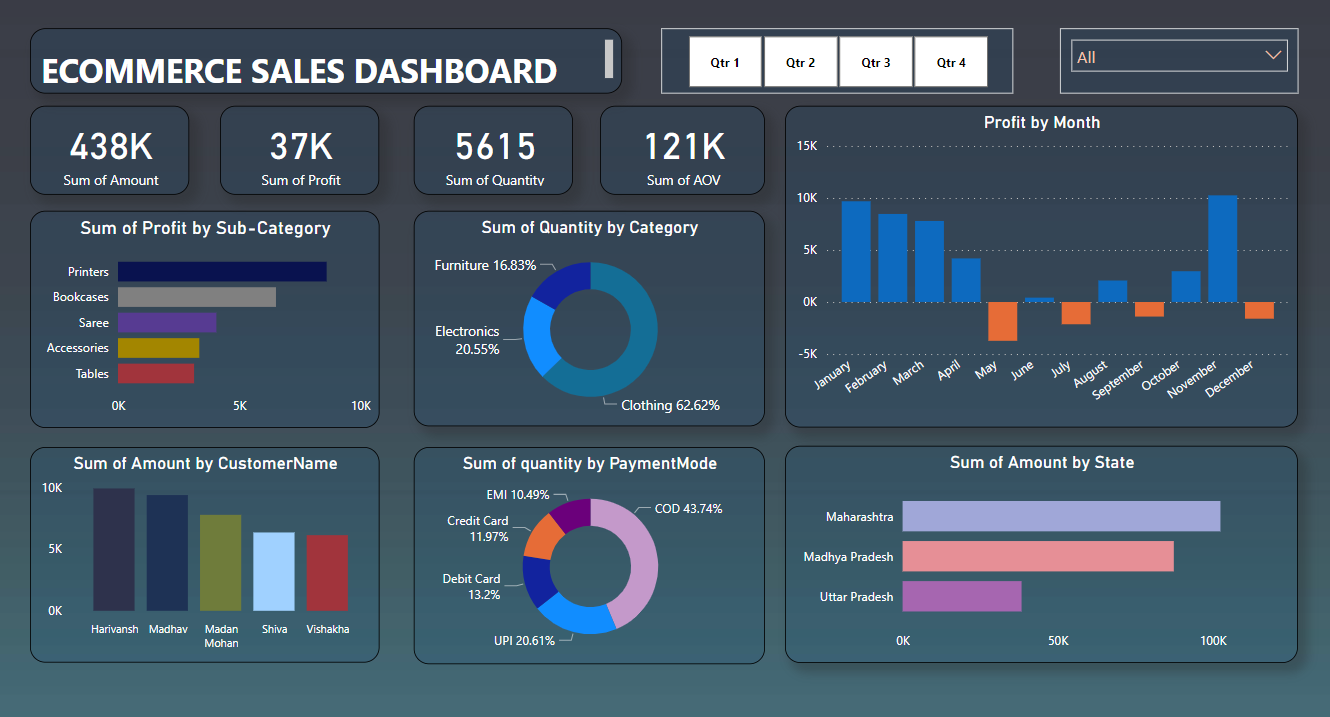 ECOMMERCE SALES DASHBOARD
Qtr 1
Qtr 2
Qtr 3
Qtr 4
All
438K
Sum of Amount
37K
Sum of Profit
5615
Sum of Quantity
121K
Sum of AOV
Profit by Month
15K
10K
5K
0K
-5K
January
February
March
April
May
June
July
August
September
October
November
December
Sum of Profit by Sub-Category
Printers
Bookcases
Saree
Accessories
Tables
0K
5K
10K
Sum of Quantity by Category
Furniture 16.83%
Electronics
20.55%
Clothing 62.62%
Sum of Amount by CustomerName
10K
5K
0K
Harivansh
Madhav
Madan
Mohan
Shiva
Vishakha
Sum of quantity by PaymentMode
EMI 10.49%
COD 43.74%
Credit Card
11.97%
Debit Card
13.2%
UPI 20.61%
Sum of Amount by State
Maharashtra
Madhya Pradesh
Uttar Pradesh
0K
50K
100K